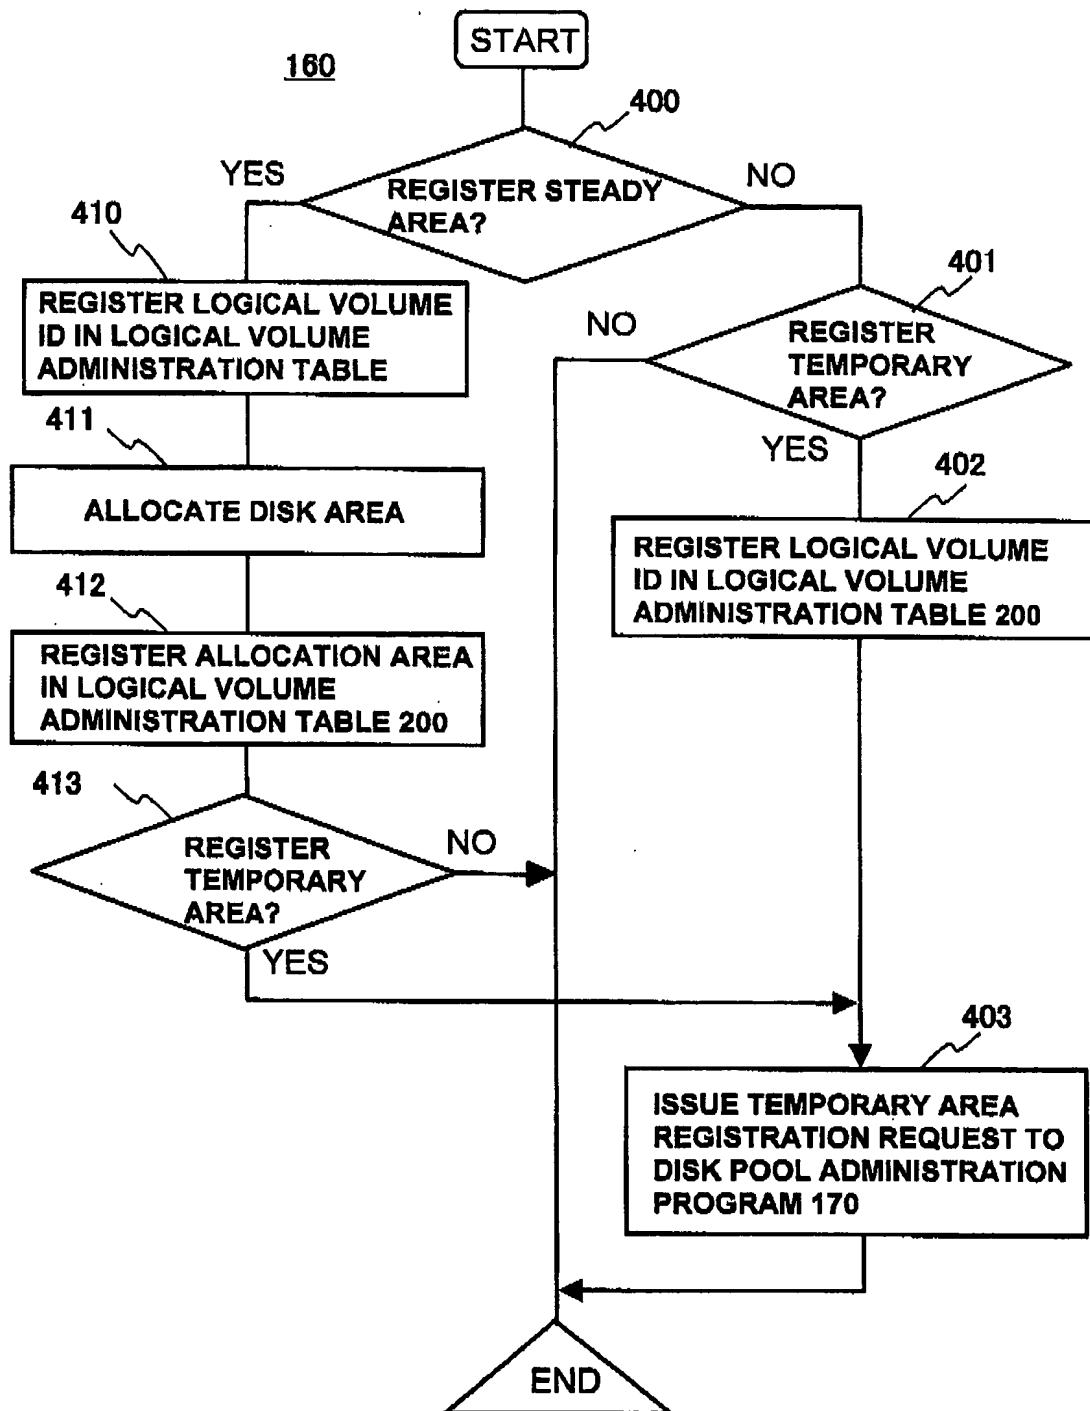 START
160
400
YES
NO
REGISTER STEADY
AREA?
410
401
REGISTER LOGICAL VOLUME
ID IN LOGICAL VOLUME
ADMINISTRATION TABLE
NO
REGISTER
TEMPORARY
AREA?
411
YES
402
ALLOCATE DISK AREA
REGISTER LOGICAL VOLUME
ID IN LOGICAL VOLUME
ADMINISTRATION TABLE 200
412
REGISTER ALLOCATION AREA
IN LOGICAL VOLUME
ADMINISTRATION TABLE 200
413
REGISTER
TEMPORARY
AREA?
NO
YES
403
ISSUE TEMPORARY AREA
REGISTRATION REQUEST TO
DISK POOL ADMINISTRATION
PROGRAM 170
END